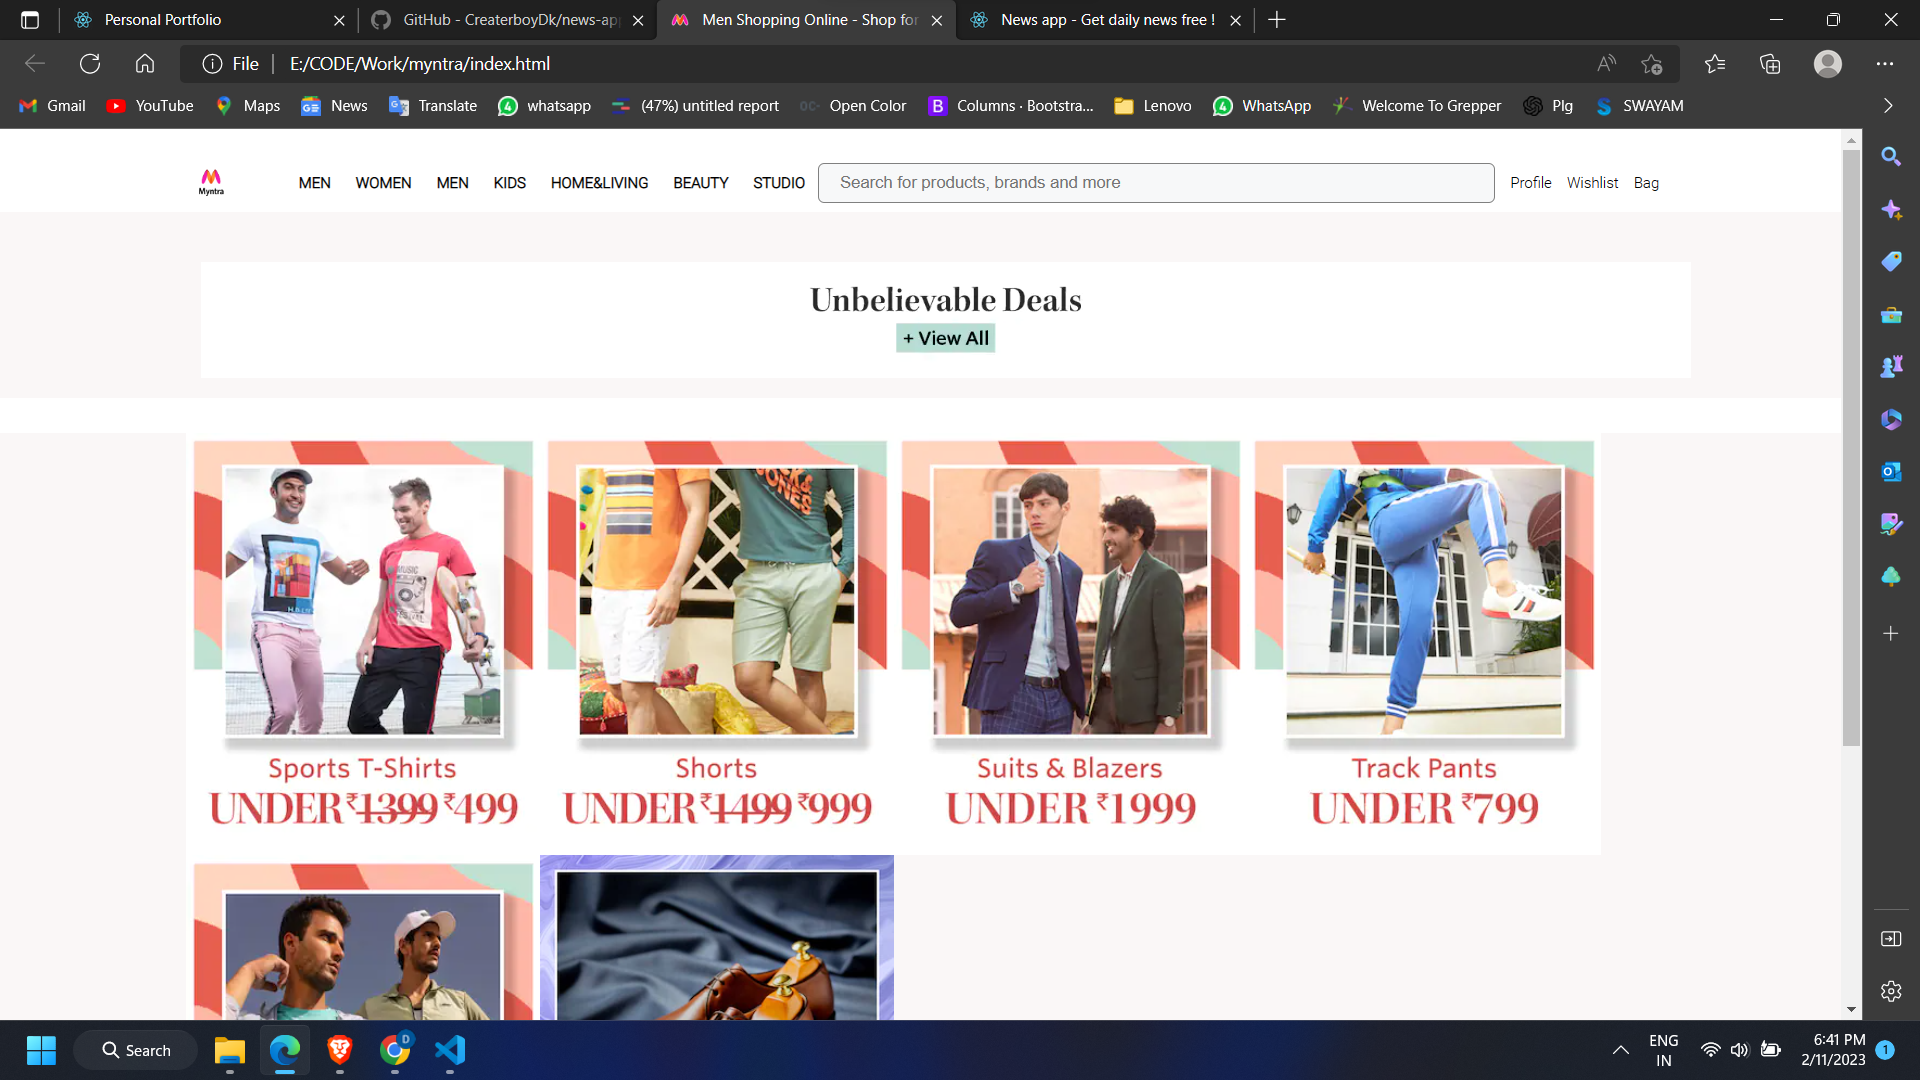 Personal Portfolio
GitHub - CreaterboyDk/news-ap
Men Shopping Online - Shop for
News app - Get daily news free !
File
E:/CODE/Work/myntra/index.html
Gmail
YouTube
Maps
News
Translate
whatsapp
(47%) untitled report
Open Color
Columns · Bootstra...
Lenovo
WhatsApp
Welcome To Grepper
Plg
SWAYAM
Myntra
MEN
WOMEN
MEN
KIDS
HOME&LIVING
BEAUTY
STUDIO
Search for products, brands and more
Profile
Wishlist
Bag
Unbelievable Deals
+ View All
MUSIC
Sports T-Shirts
UNDER ₹1399 ₹499
JONES
Shorts
UNDER ₹1499 ₹999
Suits & Blazers
UNDER ₹1999
Track Pants
UNDER ₹799
Search
D
ENG
IN
6:41 PM
2/11/2023
1